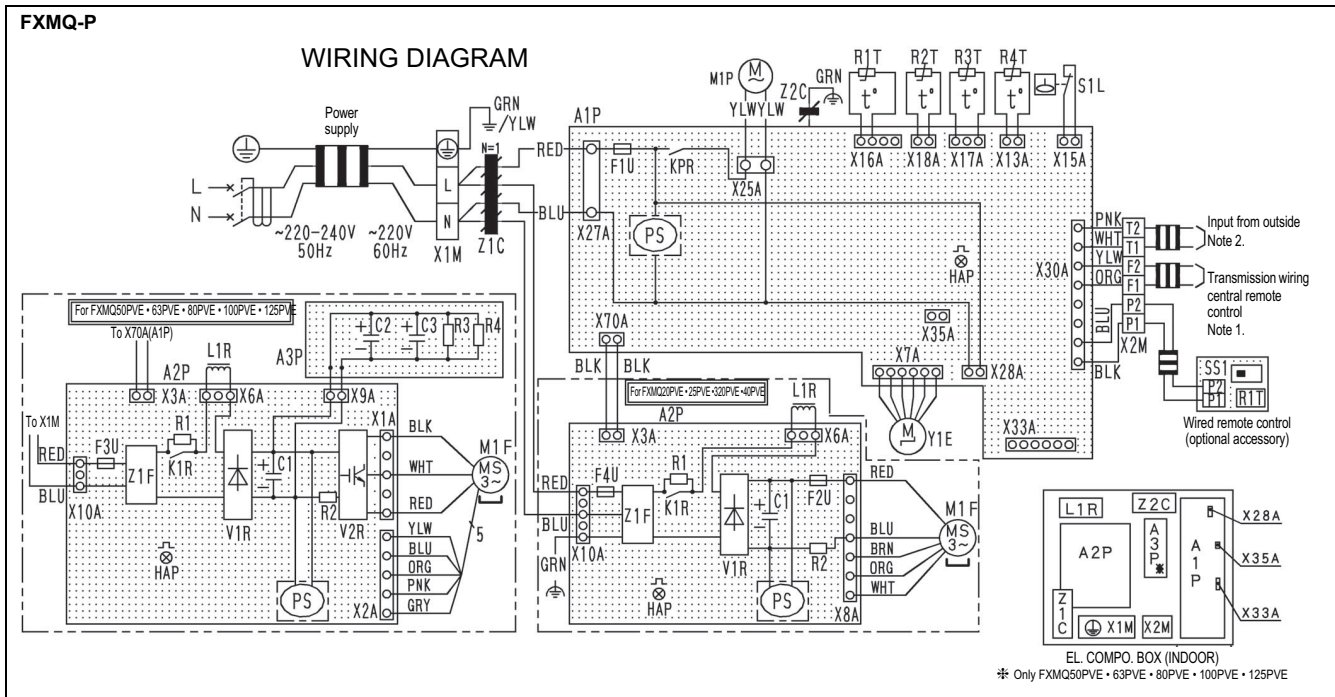 FXMQ-P
WIRING DIAGRAM
Power supply
L
N
~220-240V 50Hz
~220V 60Hz
GRN /YLW
N=1
L
N
X1M
Z1C
RED
BLU
A1P
X27A
F1U
KPR
PS
M1P
M ~
YLW YLW
X25A
Z2C
GRN
R1T
t°
X16A
R2T
t°
X18A
R3T
t°
X17A
R4T
t°
X13A
S1L
X15A
HAP
X35A
X70A
BLK
BLK
X7A
M
Y1E
X28A
X33A
X30A
PNK
WHT
YLW
ORG
BLU
BLK
T2
T1
F2
F1
P2
P1
X2M
Input from outside
Note 2.
Transmission wiring
central remote
control
Note 1.
SS1
P2
P1
R1T
Wired remote control
(optional accessory)
For FXMQ50PVE • 63PVE • 80PVE • 100PVE • 125PVE
To X70A(A1P)
L1R
A3P
C2
C3
R3
R4
A2P
X3A
X6A
X9A
To X1M
RED
BLU
X10A
F3U
Z1F
R1
K1R
V1R
C1
R2
V2R
X1A
BLK
WHT
RED
M1F
MS 3~
5
YLW
BLU
ORG
PNK
GRY
X2A
HAP
PS
For FXMQ20PVE • 25PVE •320PVE •40PVE
A2P
X3A
L1R
X6A
RED
BLU
GRN
X10A
F4U
Z1F
R1
K1R
V1R
C1
F2U
R2
HAP
PS
X8A
RED
BLU
BRN
ORG
WHT
M1F
MS 3~
L1R
Z2C
A2P
A3P※
A1P
Z1C
X1M
X2M
X28A
X35A
X33A
EL. COMPO. BOX (INDOOR)
※ Only FXMQ50PVE • 63PVE • 80PVE • 100PVE • 125PVE